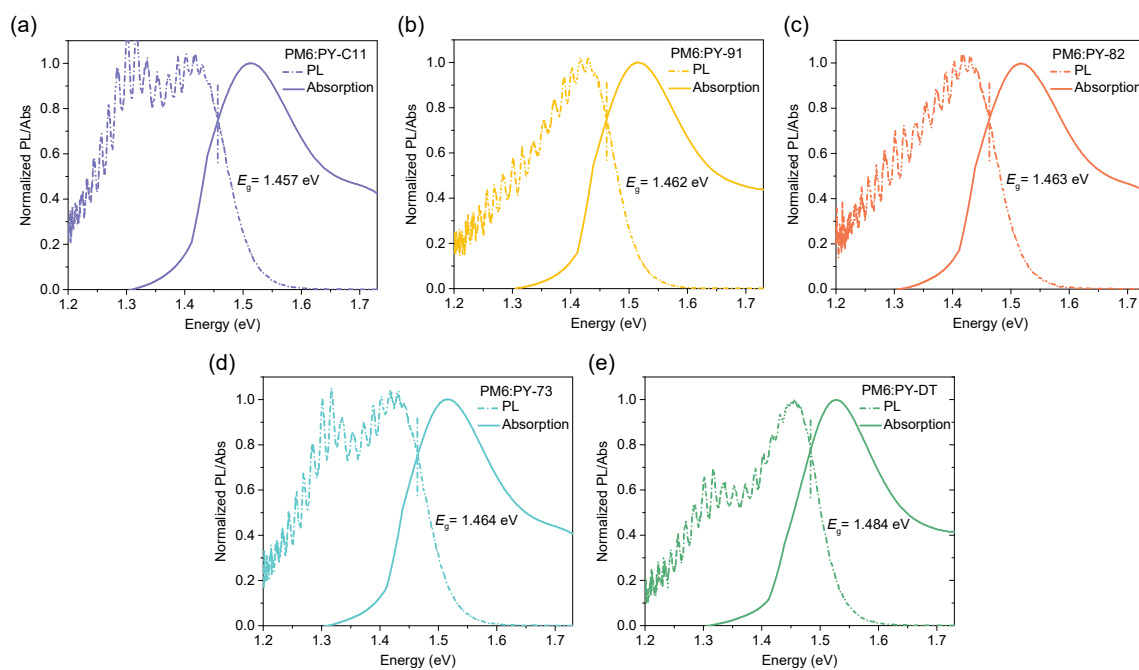 (a)
PM6:PY-C11
PL
Absorption
Eg= 1.457 eV
Normalized PL/Abs
0.0
0.2
0.4
0.6
0.8
1.0
1.2 1.3 1.4 1.5 1.6 1.7
Energy (eV)
(b)
PM6:PY-91
PL
Absorption
Eg= 1.462 eV
Normalized PL/Abs
0.0
0.2
0.4
0.6
0.8
1.0
1.2 1.3 1.4 1.5 1.6 1.7
Energy (eV)
(c)
PM6:PY-82
PL
Absorption
Eg= 1.463 eV
Normalized PL/Abs
0.0
0.2
0.4
0.6
0.8
1.0
1.2 1.3 1.4 1.5 1.6 1.7
Energy (eV)
(d)
PM6:PY-73
PL
Absorption
Eg= 1.464 eV
Normalized PL/Abs
0.0
0.2
0.4
0.6
0.8
1.0
1.2 1.3 1.4 1.5 1.6 1.7
Energy (eV)
(e)
PM6:PY-DT
PL
Absorption
Eg= 1.484 eV
Normalized PL/Abs
0.0
0.2
0.4
0.6
0.8
1.0
1.2 1.3 1.4 1.5 1.6 1.7
Energy (eV)